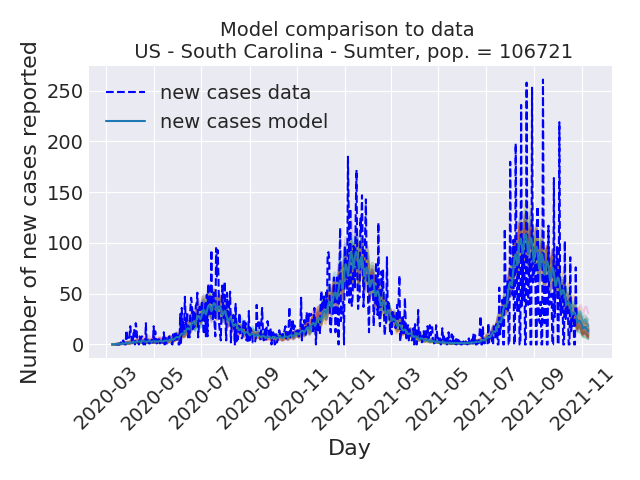 Model comparison to data
US - South Carolina - Sumter, pop. = 106721
Number of new cases reported
250
200
150
100
50
0
new cases data
new cases model
2020-03
2020-05
2020-07
2020-09
2020-11
2021-01
2021-03
2021-05
2021-07
2021-09
2021-11
Day